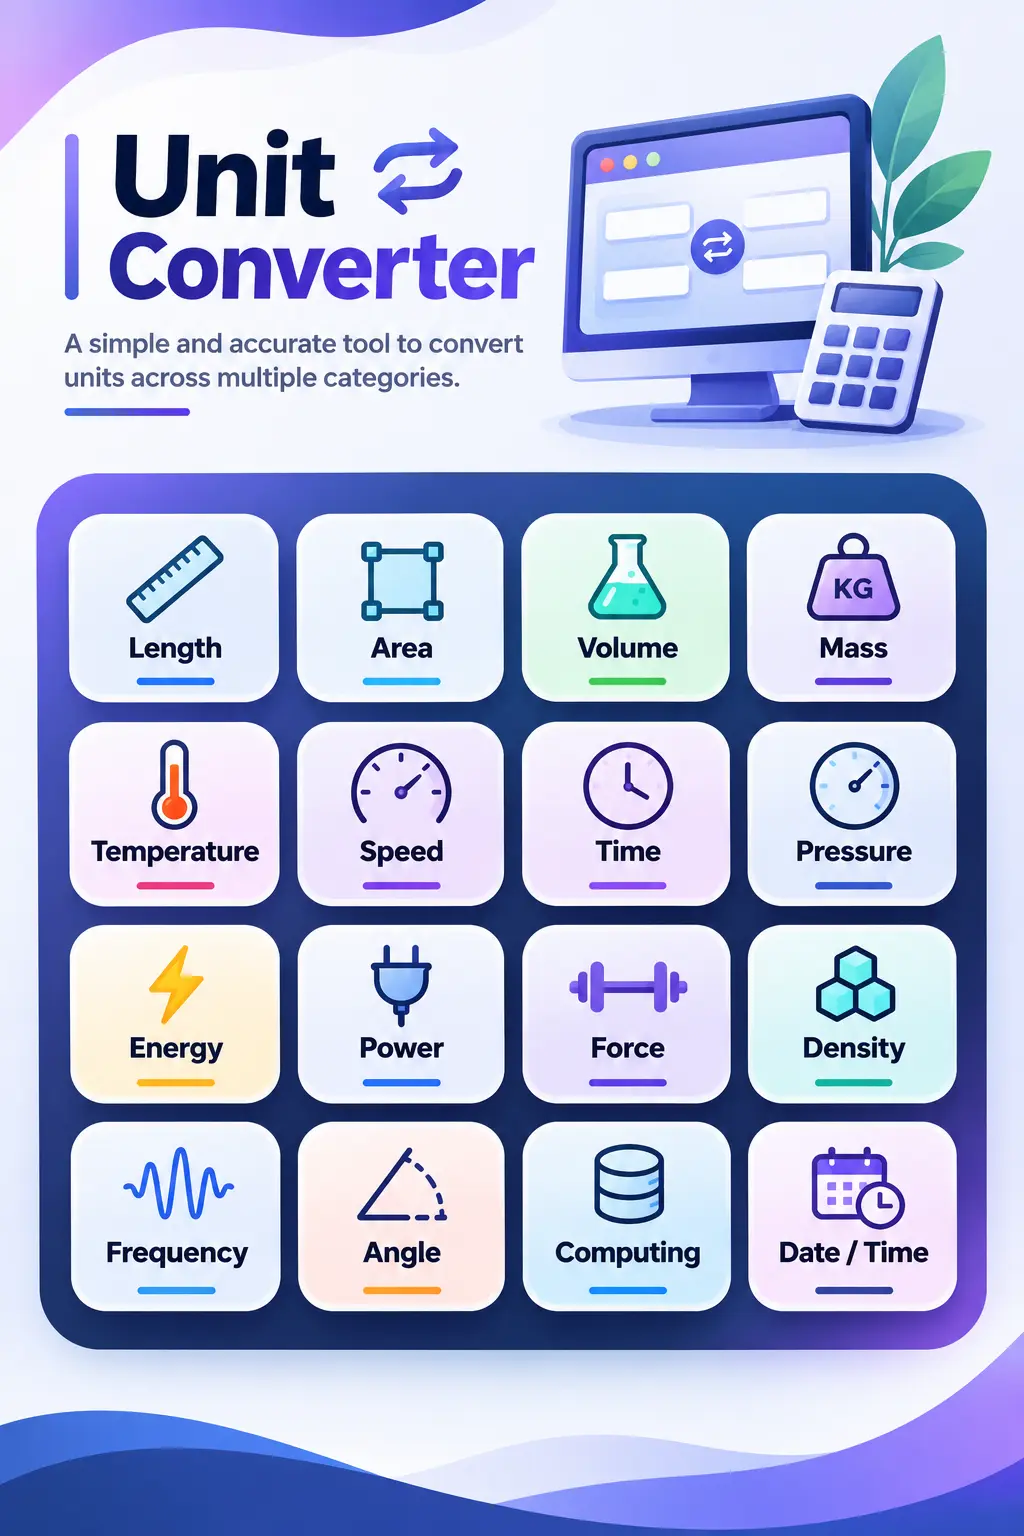 Unit
Converter
A simple and accurate tool to convert
units across multiple categories.
Length
Area
Volume
KG
Mass
Temperature
Speed
Time
Pressure
Energy
Power
Force
Density
Frequency
Angle
Computing
Date / Time